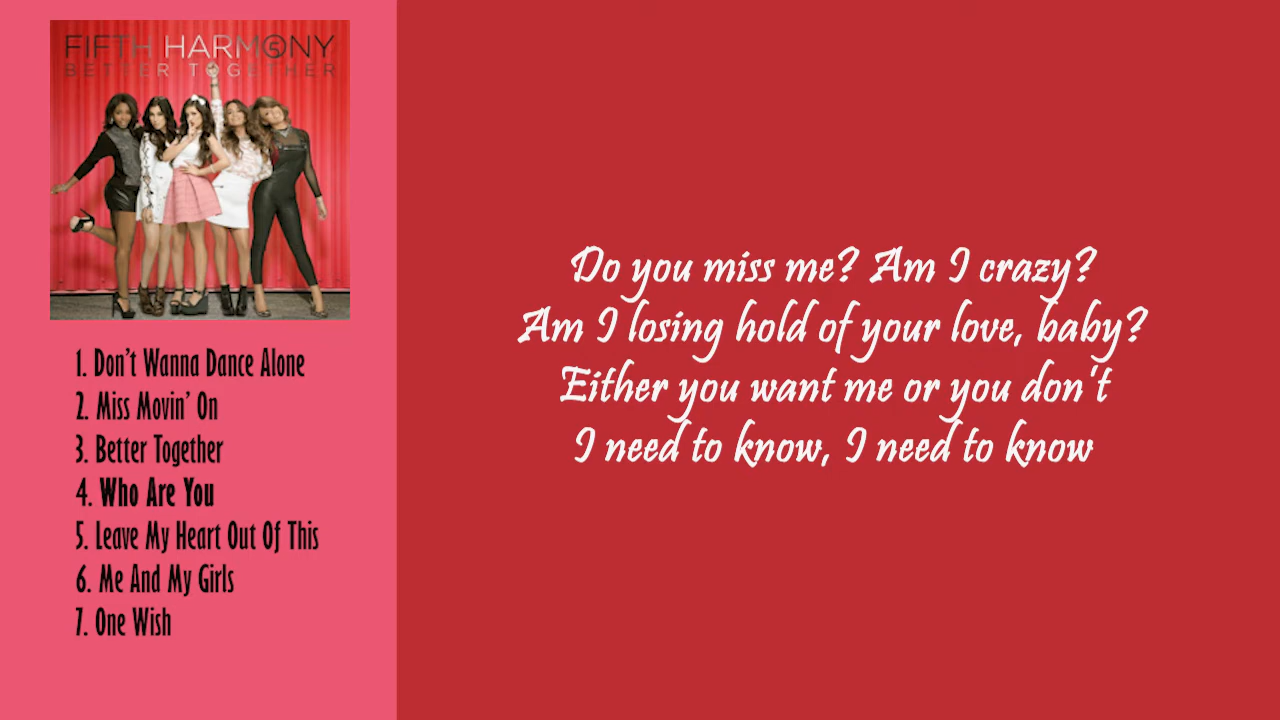 FIFTH HARMONY
BETTER TOGETHER
1. Don't Wanna Dance Alone
2. Miss Movin' On
3. Better Together
4. Who Are You
5. Leave My Heart Out Of This
6. Me And My Girls
7. One Wish
Do you miss me? Am I crazy?
Am I losing hold of your love, baby?
Either you want me or you don't
I need to know, I need to know